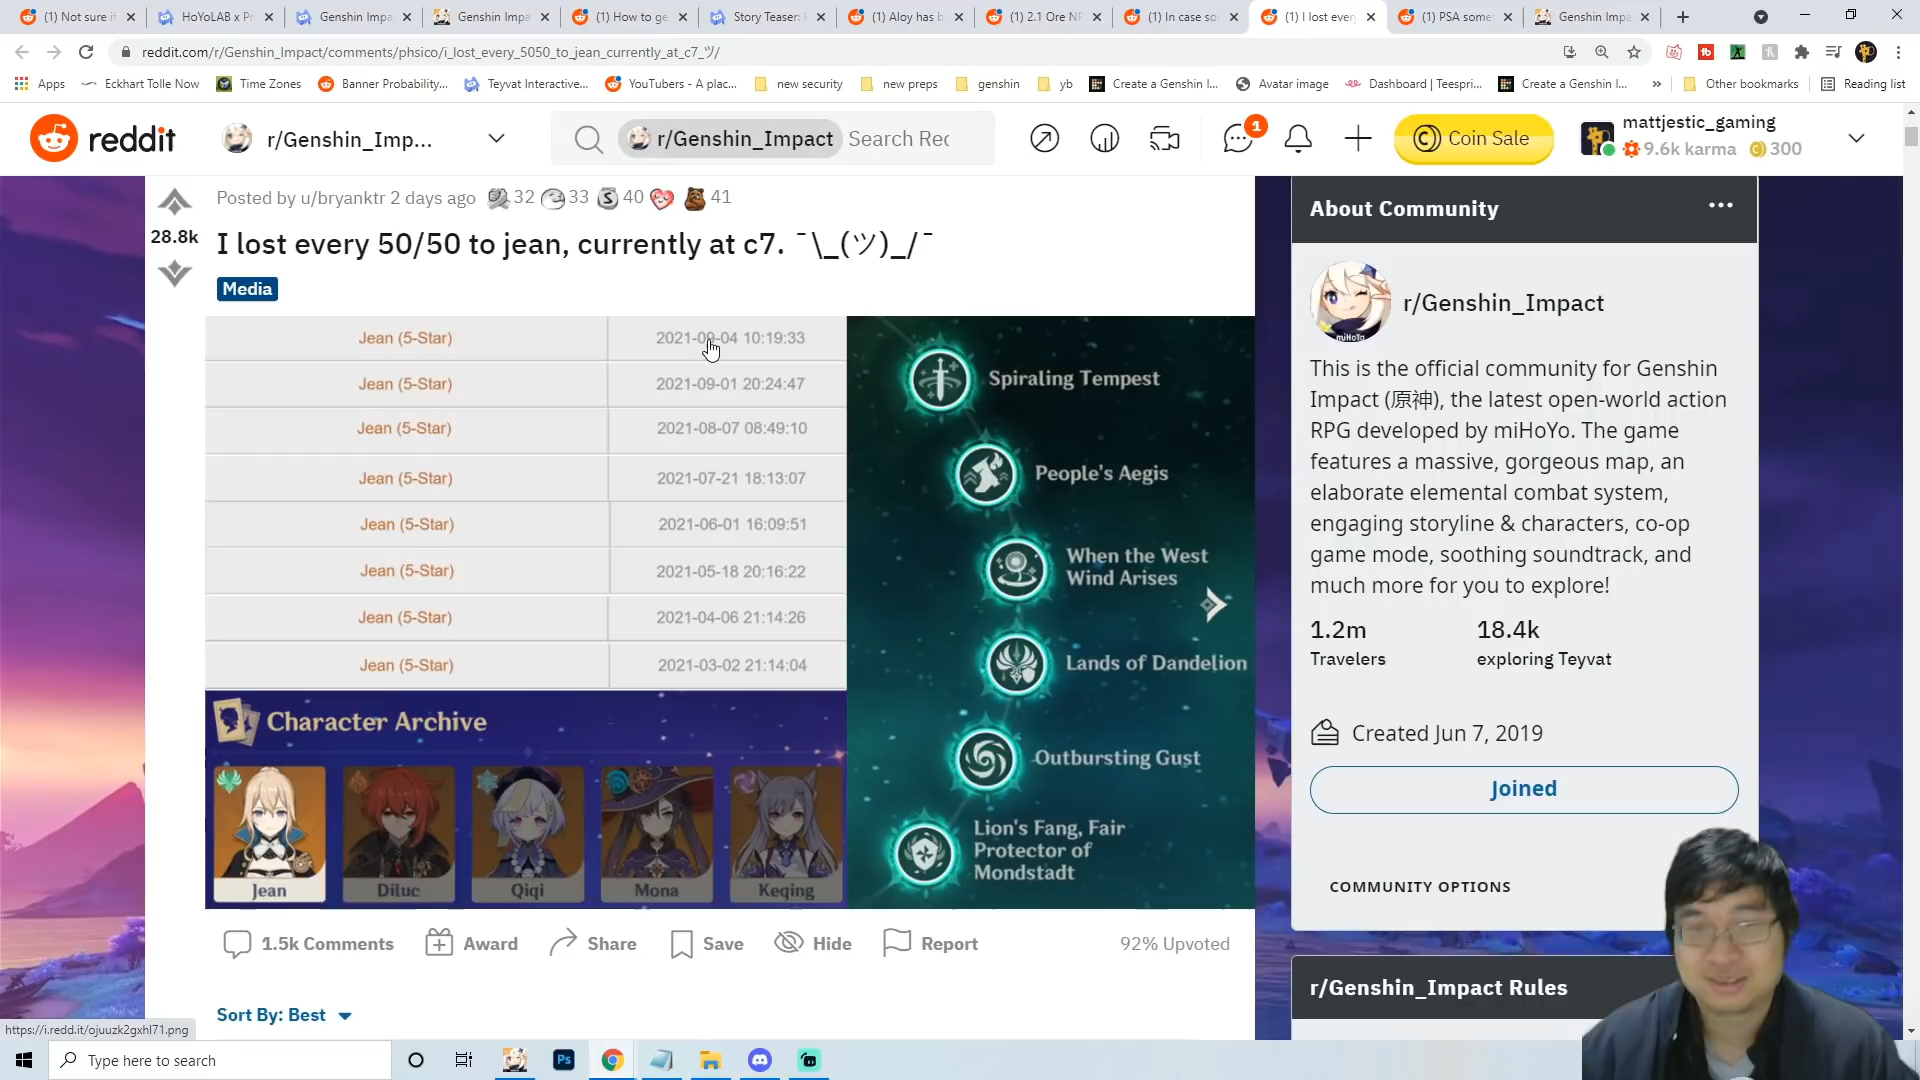 (1) Not sure i
HoYoLAB x Pr
Genshin Impa
Genshin Impa
(1) How to ge
Story Teaser:
(1) Aloy has b
(1) 2.1 Ore N
(1) In case so
(1) I lost ever
(1) PSA some
Genshin Impa
reddit.com/r/Genshin_Impact/comments/phsico/i_lost_every_5050_to_jean_currently_at_c7_ツ/
Apps
Eckhart Tolle Now
Time Zones
Banner Probability...
Teyvat Interactive...
YouTubers - A plac...
new security
new preps
genshin
yb
Create a Genshin I...
Avatar image
Dashboard | Teespri...
Create a Genshin I...
»
Other bookmarks
Reading list
reddit
r/Genshin_Imp...
r/Genshin_Impact
Search Rec
1
Coin Sale
mattjestic_gaming
9.6k karma 300
Posted by u/bryanktr 2 days ago 32 33 40 41
28.8k
I lost every 50/50 to jean, currently at c7. ¯\_(ツ)_/¯
Media
Jean (5-Star) 2021-09-04 10:19:33
Jean (5-Star) 2021-09-01 20:24:47
Jean (5-Star) 2021-08-07 08:49:10
Jean (5-Star) 2021-07-21 18:13:07
Jean (5-Star) 2021-06-01 16:09:51
Jean (5-Star) 2021-05-18 20:16:22
Jean (5-Star) 2021-04-06 21:14:26
Jean (5-Star) 2021-03-02 21:14:04
Character Archive
Jean
Diluc
Qiqi
Mona
Keqing
Spiraling Tempest
People's Aegis
When the West
Wind Arises
Lands of Dandelion
Outbursting Gust
Lion's Fang, Fair
Protector of
Mondstadt
1.5k Comments
Award
Share
Save
Hide
Report
92% Upvoted
Sort By: Best
About Community
miHoYo
r/Genshin_Impact
This is the official community for Genshin
Impact (原神), the latest open-world action
RPG developed by miHoYo. The game
features a massive, gorgeous map, an
elaborate elemental combat system,
engaging storyline & characters, co-op
game mode, soothing soundtrack, and
much more for you to explore!
1.2m 18.4k
Travelers exploring Teyvat
Created Jun 7, 2019
Joined
COMMUNITY OPTIONS
r/Genshin_Impact Rules
https://i.redd.it/ojuuzk2gxhl71.png
Type here to search
Ps